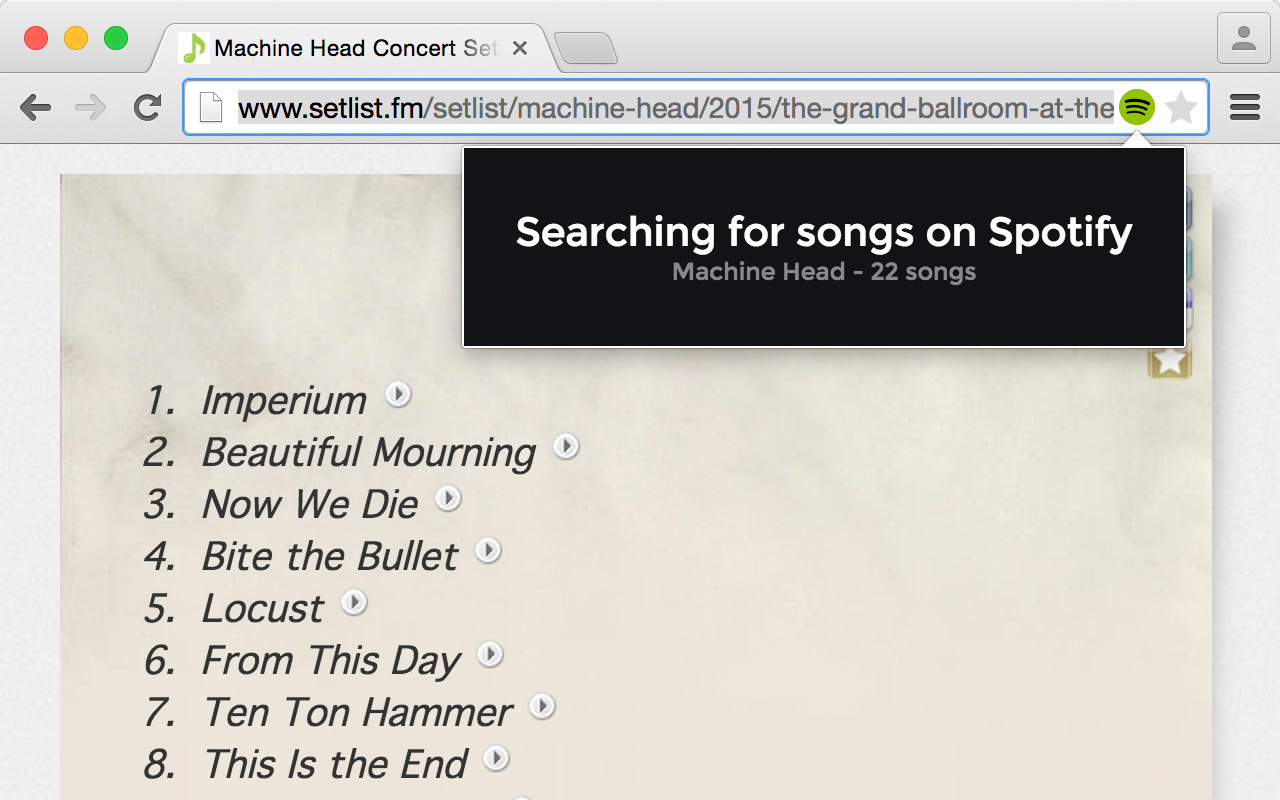 Machine Head Concert Set
www.setlist.fm/setlist/machine-head/2015/the-grand-ballroom-at-the
Searching for songs on Spotify
Machine Head - 22 songs
1. Imperium
2. Beautiful Mourning
3. Now We Die
4. Bite the Bullet
5. Locust
6. From This Day
7. Ten Ton Hammer
8. This Is the End